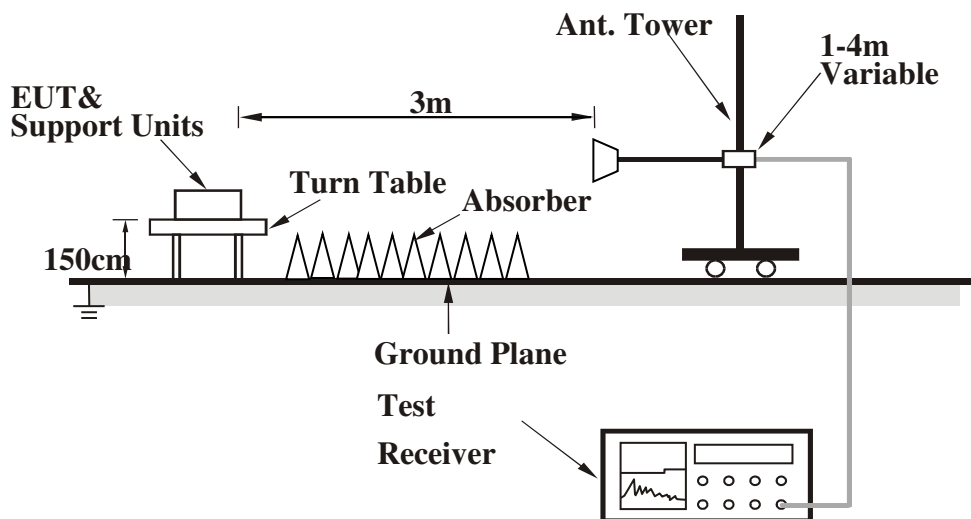 Ant. Tower
1-4m
Variable
EUT&
Support Units
3m
Turn Table
Absorber
150cm
Ground Plane
Test
Receiver